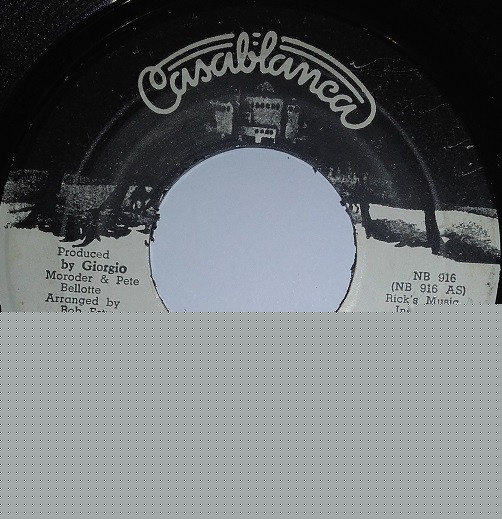 Casablanca
Produced
by Giorgio
Moroder & Pete
Bellotte
Arranged by
NB 916
(NB 916 AS)
Rick's Music